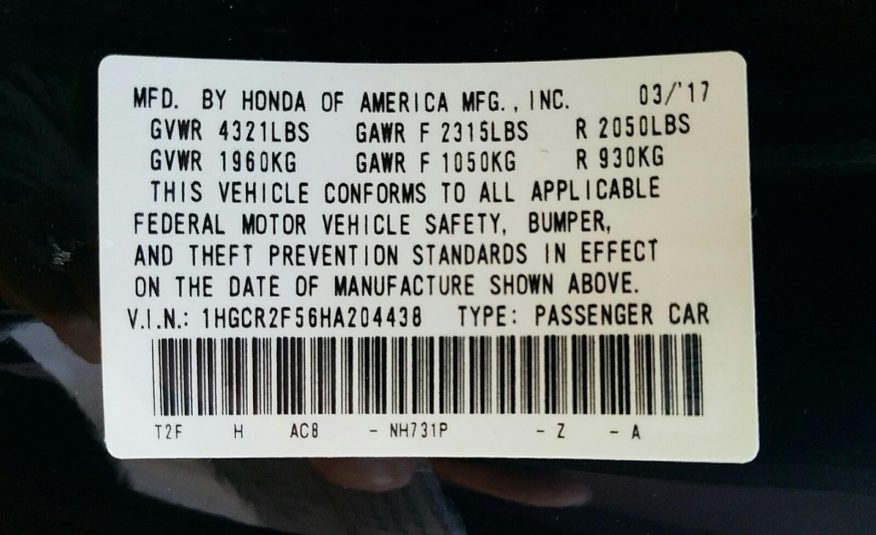 MFD. BY HONDA OF AMERICA MFG., INC. 03/'17
GVWR 4321LBS GAWR F 2315LBS R 2050LBS
GVWR 1960KG GAWR F 1050KG R 930KG
THIS VEHICLE CONFORMS TO ALL APPLICABLE
FEDERAL MOTOR VEHICLE SAFETY, BUMPER,
AND THEFT PREVENTION STANDARDS IN EFFECT
ON THE DATE OF MANUFACTURE SHOWN ABOVE.
V.I.N.: 1HGCR2F56HA204438 TYPE: PASSENGER CAR
T2F H AC8 - NH731P - Z - A